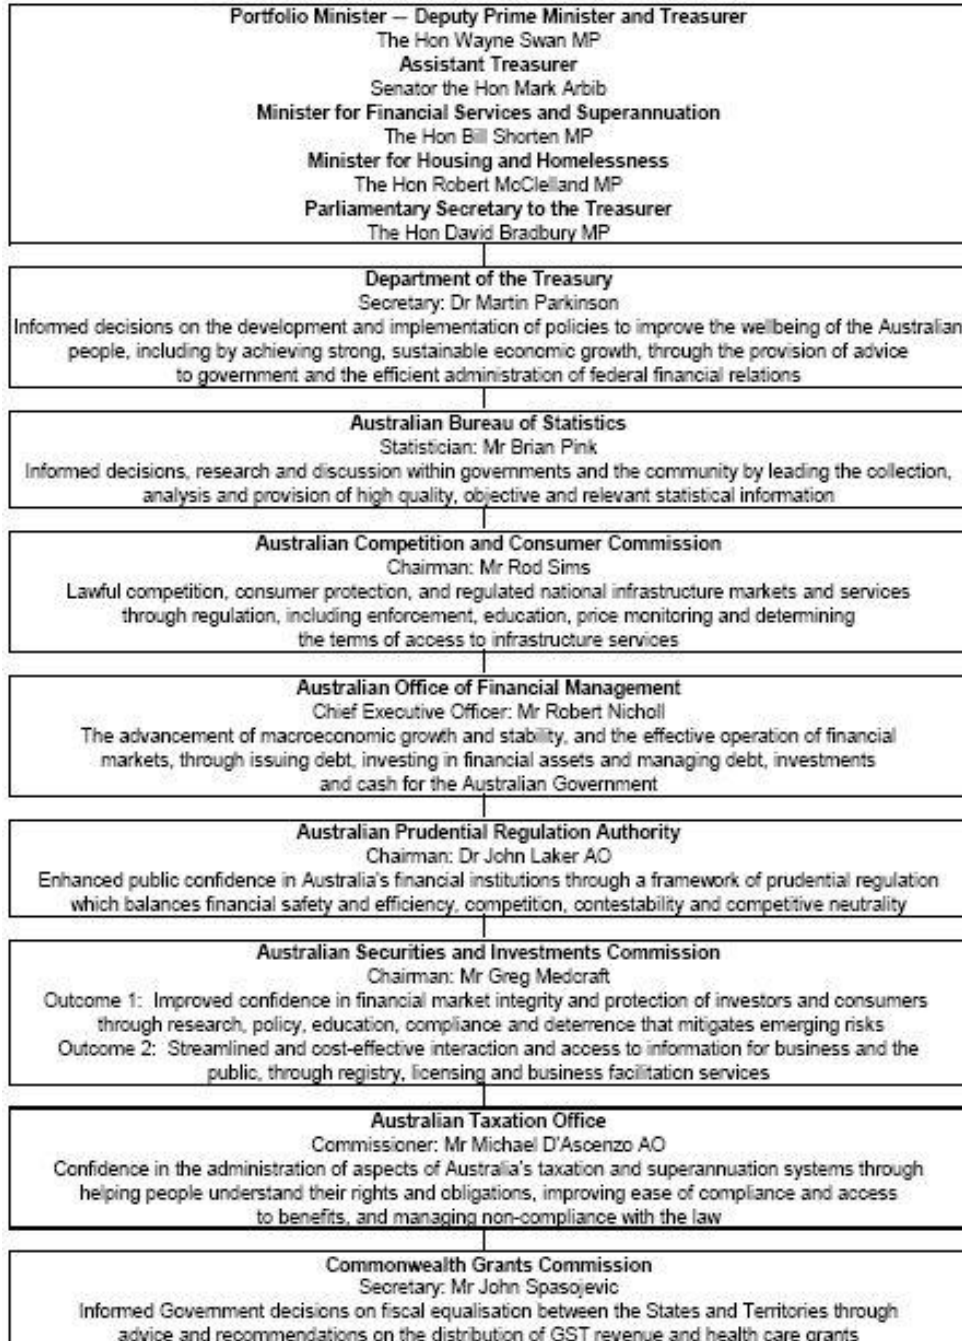 Portfolio Minister — Deputy Prime Minister and Treasurer
The Hon Wayne Swan MP
Assistant Treasurer
Senator the Hon Mark Arbib
Minister for Financial Services and Superannuation
The Hon Bill Shorten MP
Minister for Housing and Homelessness
The Hon Robert McClelland MP
Parliamentary Secretary to the Treasurer
The Hon David Bradbury MP
Department of the Treasury
Secretary: Dr Martin Parkinson
Informed decisions on the development and implementation of policies to improve the wellbeing of the Australian
people, including by achieving strong, sustainable economic growth, through the provision of advice
to government and the efficient administration of federal financial relations
Australian Bureau of Statistics
Statistician: Mr Brian Pink
Informed decisions, research and discussion within governments and the community by leading the collection,
analysis and provision of high quality, objective and relevant statistical information
Australian Competition and Consumer Commission
Chairman: Mr Rod Sims
Lawful competition, consumer protection, and regulated national infrastructure markets and services
through regulation, including enforcement, education, price monitoring and determining
the terms of access to infrastructure services
Australian Office of Financial Management
Chief Executive Officer: Mr Robert Nicholl
The advancement of macroeconomic growth and stability, and the effective operation of financial
markets, through issuing debt, investing in financial assets and managing debt, investments
and cash for the Australian Government
Australian Prudential Regulation Authority
Chairman: Dr John Laker AO
Enhanced public confidence in Australia's financial institutions through a framework of prudential regulation
which balances financial safety and efficiency, competition, contestability and competitive neutrality
Australian Securities and Investments Commission
Chairman: Mr Greg Medcraft
Outcome 1: Improved confidence in financial market integrity and protection of investors and consumers
through research, policy, education, compliance and deterrence that mitigates emerging risks
Outcome 2: Streamlined and cost-effective interaction and access to information for business and the
public, through registry, licensing and business facilitation services
Australian Taxation Office
Commissioner: Mr Michael D'Ascenzo AO
Confidence in the administration of aspects of Australia's taxation and superannuation systems through
helping people understand their rights and obligations, improving ease of compliance and access
to benefits, and managing non-compliance with the law
Commonwealth Grants Commission
Secretary: Mr John Spasojevic
Informed Government decisions on fiscal equalisation between the States and Territories through
advice and recommendations on the distribution of GST revenue and health care grants